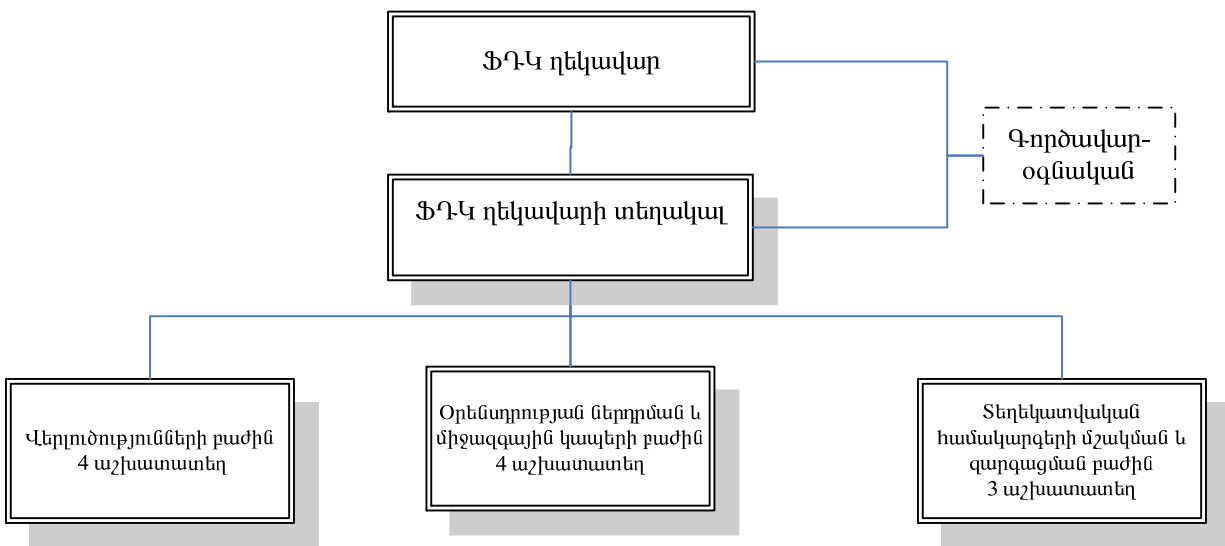 ՖԴԿ ղեկավար
Գործավար-
օգնական
ՖԴԿ ղեկավարի տեղակալ
Վերլուծությունների բաժին
4 աշխատատեղ
Օրենսդրության ներդրման և
միջազգային կապերի բաժին
4 աշխատատեղ
Տեղեկատվական
համակարգերի մշակման և
զարգացման բաժին
3 աշխատատեղ